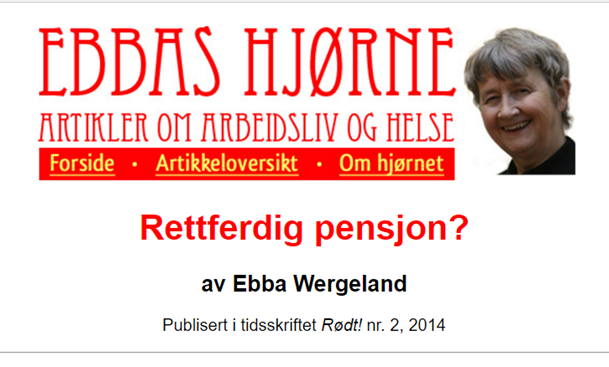 EBBAS HJØRNE
ARTIKLER OM ARBEIDSLIV OG HELSE
Forside • Artikkeloversikt • Om hjørnet
Rettferdig pensjon?
av Ebba Wergeland
Publisert i tidsskriftet Rødt! nr. 2, 2014